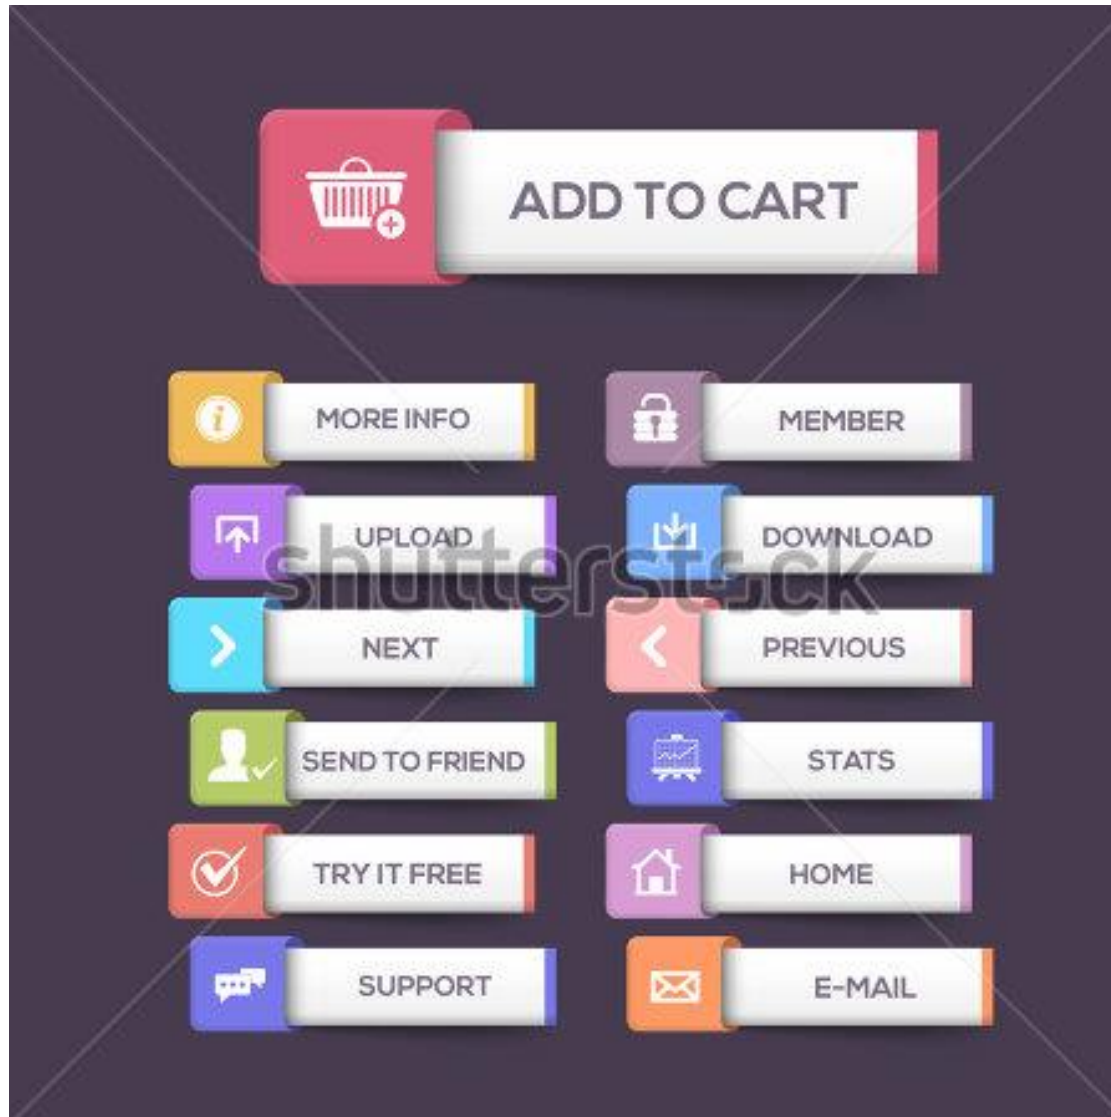 ADD TO CART
MORE INFO
MEMBER
UPLOAD
DOWNLOAD
shutterstock
NEXT
PREVIOUS
SEND TO FRIEND
STATS
TRY IT FREE
HOME
SUPPORT
E-MAIL